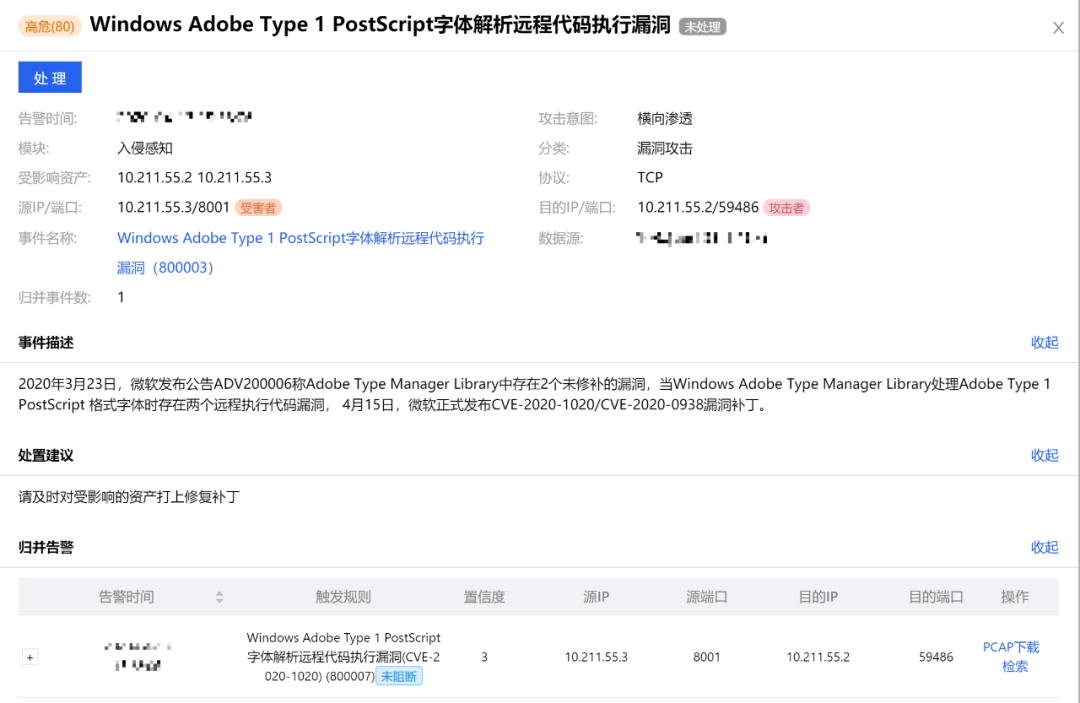 高危(80) Windows Adobe Type 1 PostScript字体解析远程代码执行漏洞 未处理
处 理
告警时间: 攻击意图: 横向渗透
模块: 入侵感知 分类: 漏洞攻击
受影响资产: 10.211.55.2 10.211.55.3 协议: TCP
源IP/端口: 10.211.55.3/8001 受害者 目的IP/端口: 10.211.55.2/59486 攻击者
事件名称: Windows Adobe Type 1 PostScript字体解析远程代码执行 数据源:
漏洞（800003）
归并事件数: 1
事件描述 收起
2020年3月23日，微软发布公告ADV200006称Adobe Type Manager Library中存在2个未修补的漏洞，当Windows Adobe Type Manager Library处理Adobe Type 1
PostScript 格式字体时存在两个远程执行代码漏洞， 4月15日，微软正式发布CVE-2020-1020/CVE-2020-0938漏洞补丁。
处置建议 收起
请及时对受影响的资产打上修复补丁
归并告警 收起
告警时间 触发规则 置信度 源IP 源端口 目的IP 目的端口 操作
Windows Adobe Type 1 PostScript
字体解析远程代码执行漏洞(CVE-2
020-1020) (800007) 未阻断
+ 3 10.211.55.3 8001 10.211.55.2 59486 PCAP下载
检索